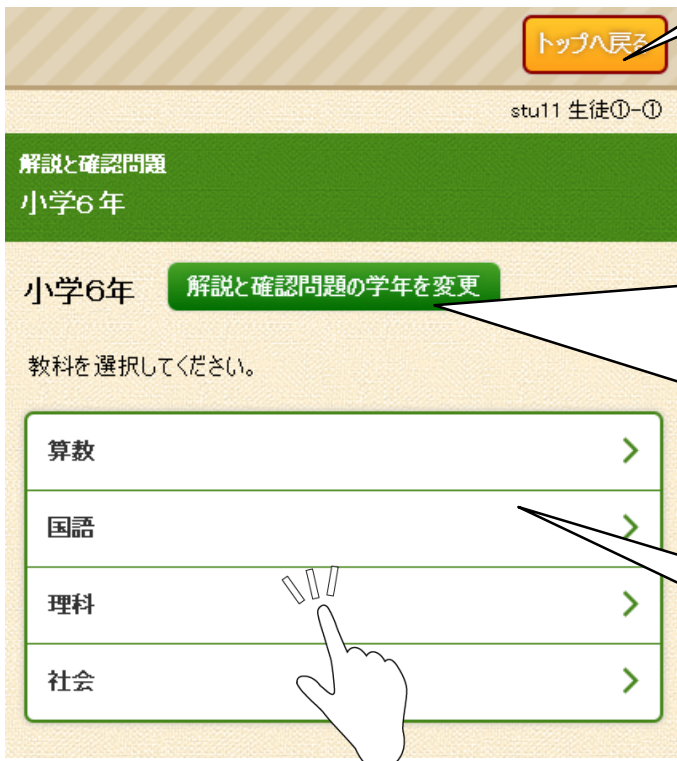 トップへ戻る
stu11 生徒①-①
解説と確認問題
小学6年
小学6年 解説と確認問題の学年を変更
教科を選択してください。
算数
国語
理科
社会